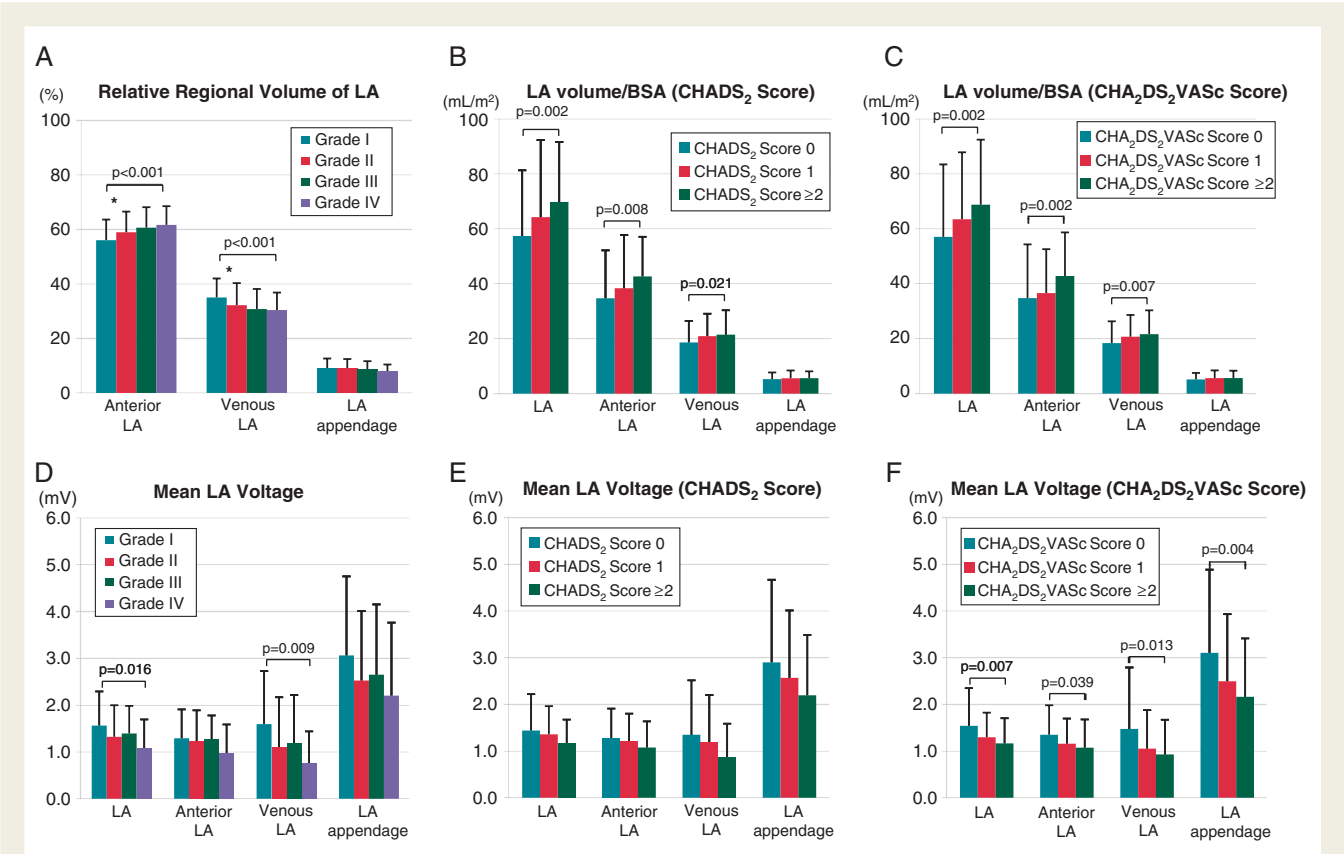 A
Relative Regional Volume of LA
(%)
100
80
60
40
20
0
Grade I
Grade II
Grade III
Grade IV
p<0.001
*
p<0.001
*
Anterior
LA
Venous
LA
LA
appendage
B
LA volume/BSA (CHADS₂ Score)
(mL/m²)
100
80
60
40
20
0
CHADS₂ Score 0
CHADS₂ Score 1
CHADS₂ Score ≥2
p=0.002
p=0.008
p=0.021
LA
Anterior
LA
Venous
LA
LA
appendage
C
LA volume/BSA (CHA₂DS₂VASc Score)
(mL/m²)
100
80
60
40
20
0
CHA₂DS₂VASc Score 0
CHA₂DS₂VASc Score 1
CHA₂DS₂VASc Score ≥2
p=0.002
p=0.002
p=0.007
LA
Anterior
LA
Venous
LA
LA
appendage
D
Mean LA Voltage
(mV)
6.0
5.0
4.0
3.0
2.0
1.0
0.0
Grade I
Grade II
Grade III
Grade IV
p=0.016
p=0.009
LA
Anterior
LA
Venous
LA
LA
appendage
E
Mean LA Voltage (CHADS₂ Score)
(mV)
6.0
5.0
4.0
3.0
2.0
1.0
0.0
CHADS₂ Score 0
CHADS₂ Score 1
CHADS₂ Score ≥2
LA
Anterior
LA
Venous
LA
LA
appendage
F
Mean LA Voltage (CHA₂DS₂VASc Score)
(mV)
6.0
5.0
4.0
3.0
2.0
1.0
0.0
CHA₂DS₂VASc Score 0
CHA₂DS₂VASc Score 1
CHA₂DS₂VASc Score ≥2
p=0.007
p=0.039
p=0.013
p=0.004
LA
Anterior
LA
Venous
LA
LA
appendage